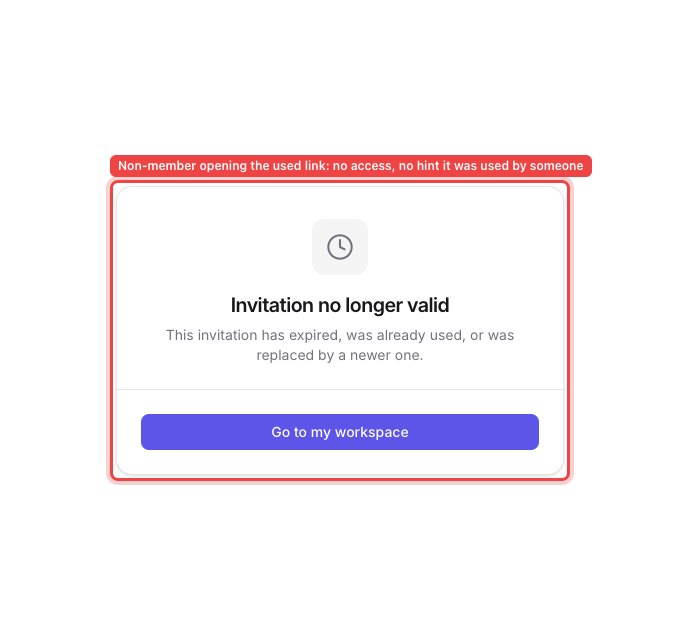 Non-member opening the used link: no access, no hint it was used by someone
Invitation no longer valid
This invitation has expired, was already used, or was
replaced by a newer one.
Go to my workspace